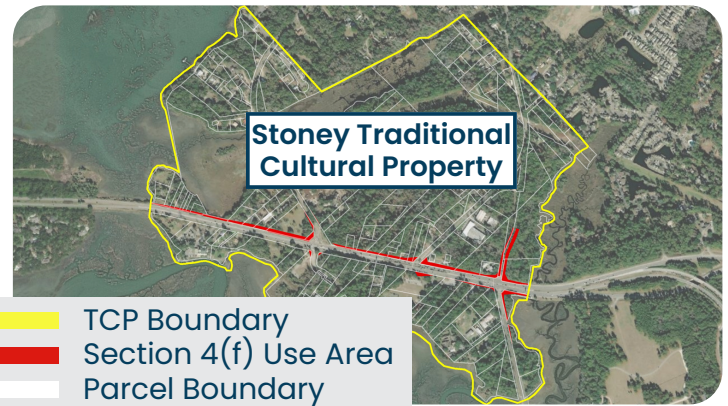 Stoney Traditional
Cultural Property
TCP Boundary
Section 4(f) Use Area
Parcel Boundary